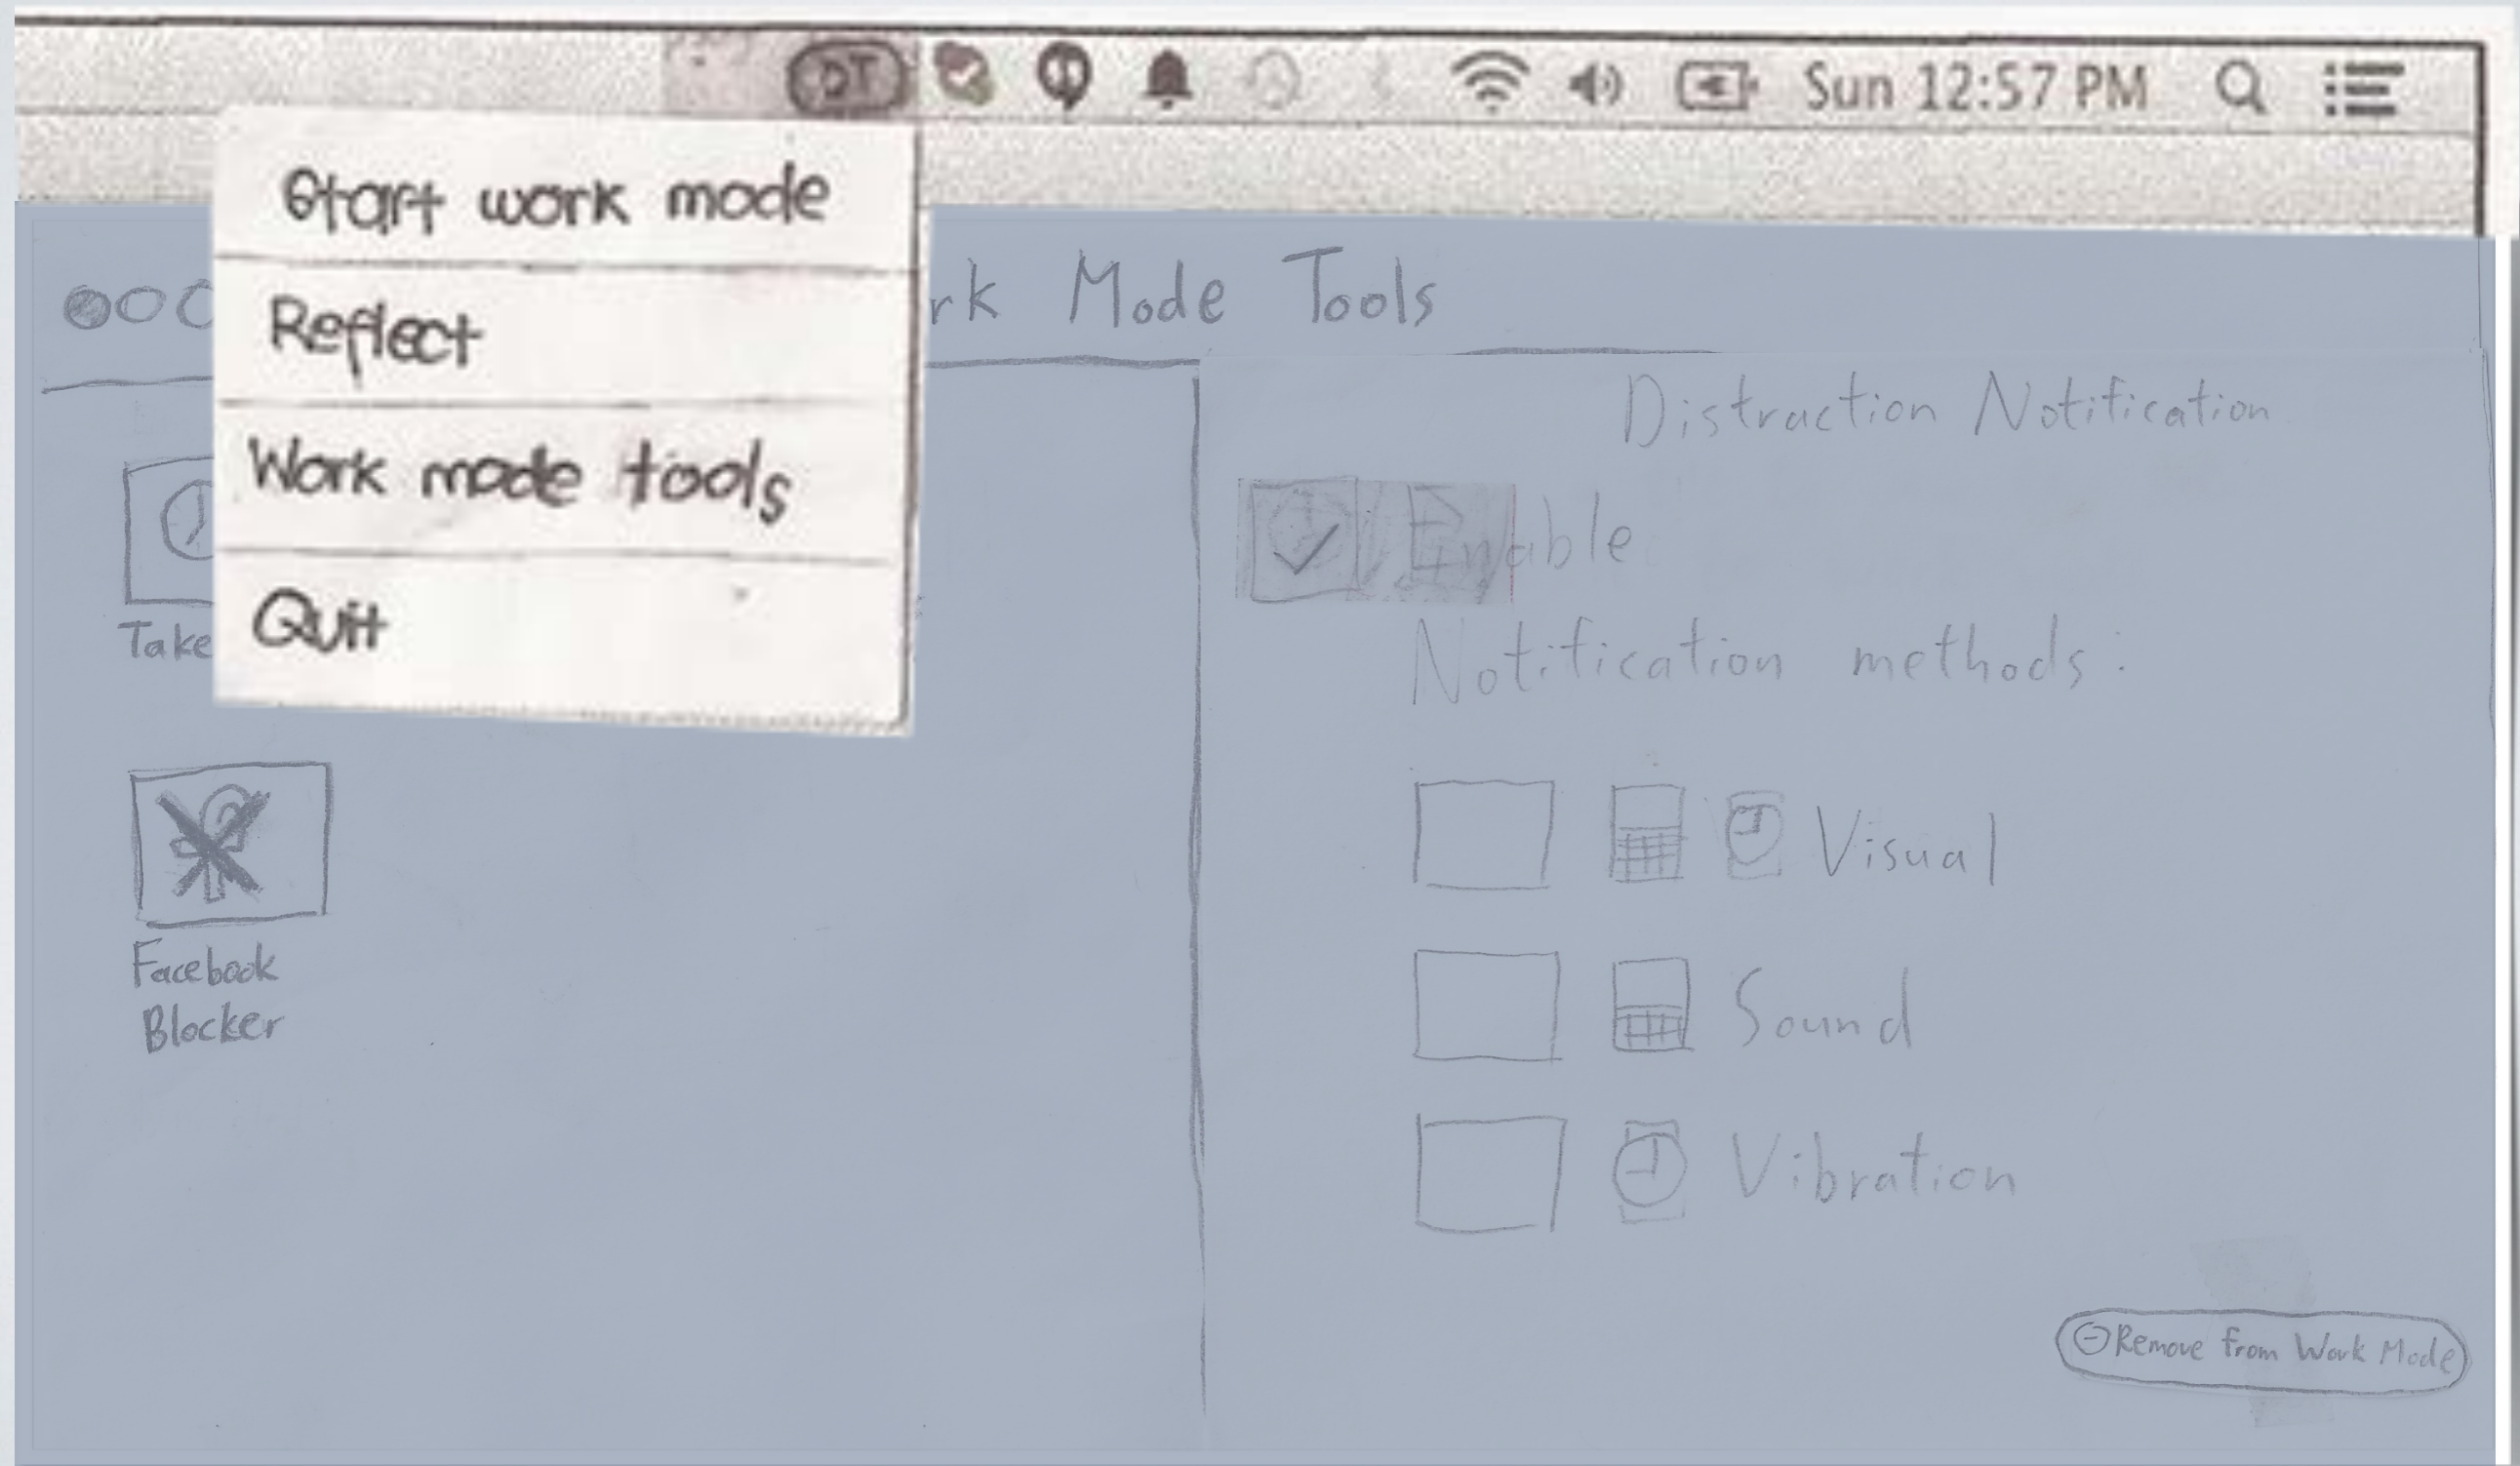 DT Sun 12:57 PM
Start work mode
Reflect
Work mode tools
Quit
rk Mode Tools
Take
Facebook
Blocker
Distraction Notification
Enable
Notification methods:
Visual
Sound
Vibration
Remove from Work Mode